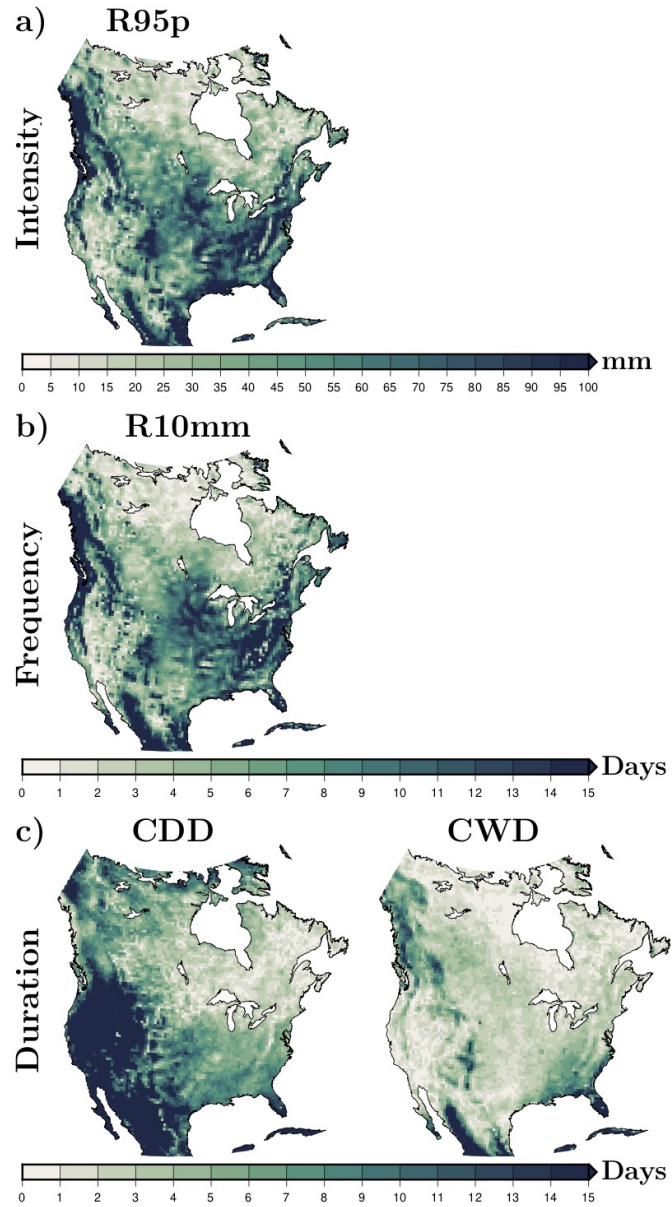 a) R95p
Intensity
0 5 10 15 20 25 30 35 40 45 50 55 60 65 70 75 80 85 90 95 100 mm
b) R10mm
Frequency
0 1 2 3 4 5 6 7 8 9 10 11 12 13 14 15 Days
c) CDD CWD
Duration
0 1 2 3 4 5 6 7 8 9 10 11 12 13 14 15 Days